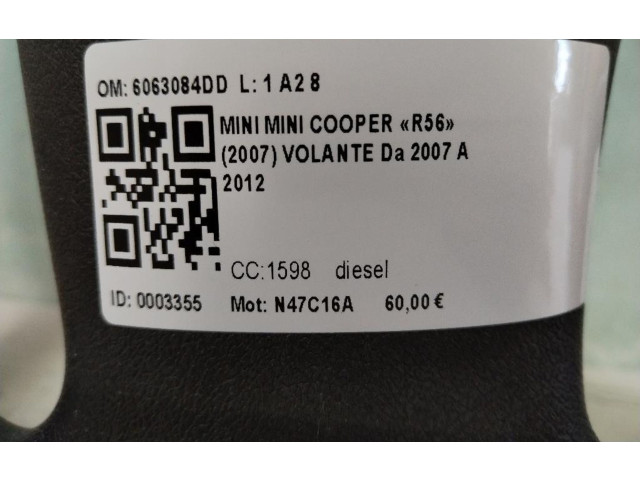 OM: 6063084DD L: 1 A2 8
MINI MINI COOPER «R56»
(2007) VOLANTE Da 2007 A
2012
CC:1598 diesel
ID: 0003355 Mot: N47C16A 60,00 €